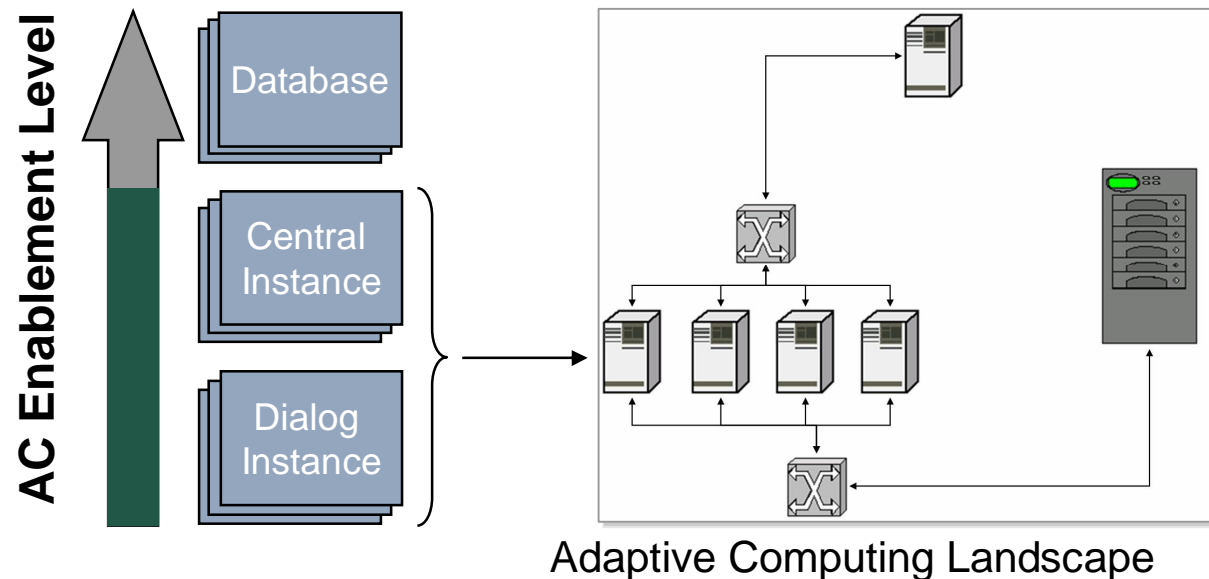 AC Enablement Level
Database
Central
Instance
Dialog
Instance
Adaptive Computing Landscape